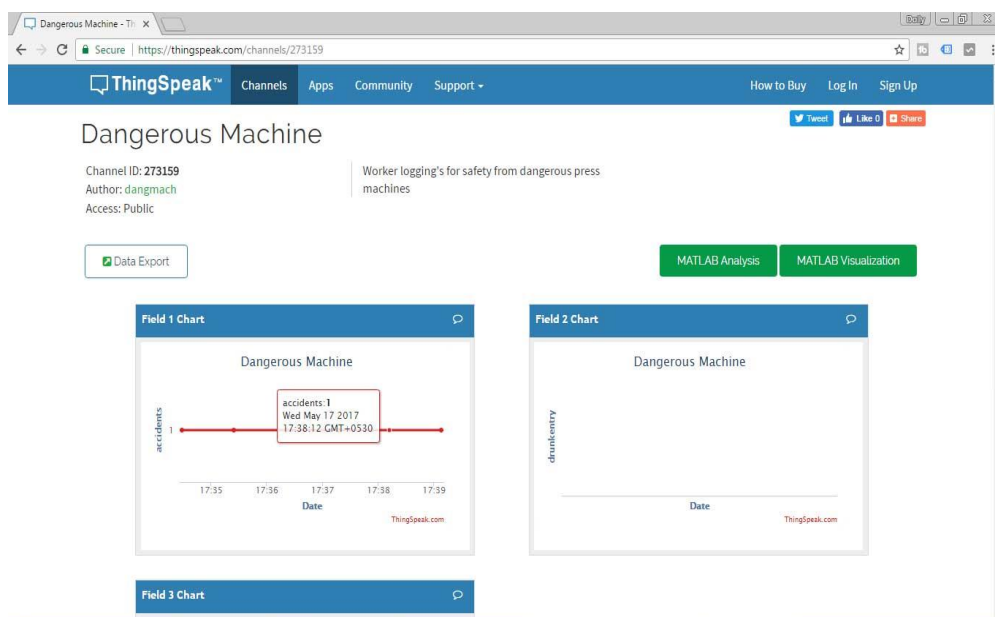 Dangerous Machine - Th
Secure | https://thingspeak.com/channels/273159
ThingSpeak™ Channels Apps Community Support How to Buy Log In Sign Up
Tweet Like 0 Share
Dangerous Machine
Channel ID: 273159
Author: dangmach
Access: Public
Worker logging's for safety from dangerous press
machines
Data Export
MATLAB Analysis
MATLAB Visualization
Field 1 Chart
Dangerous Machine
accidents:1
Wed May 17 2017
17:38:12 GMT+0530
accidents
1
17:35 17:36 17:37 17:38 17:39
Date
ThingSpeak.com
Field 2 Chart
Dangerous Machine
drunkentry
Date
ThingSpeak.com
Field 3 Chart